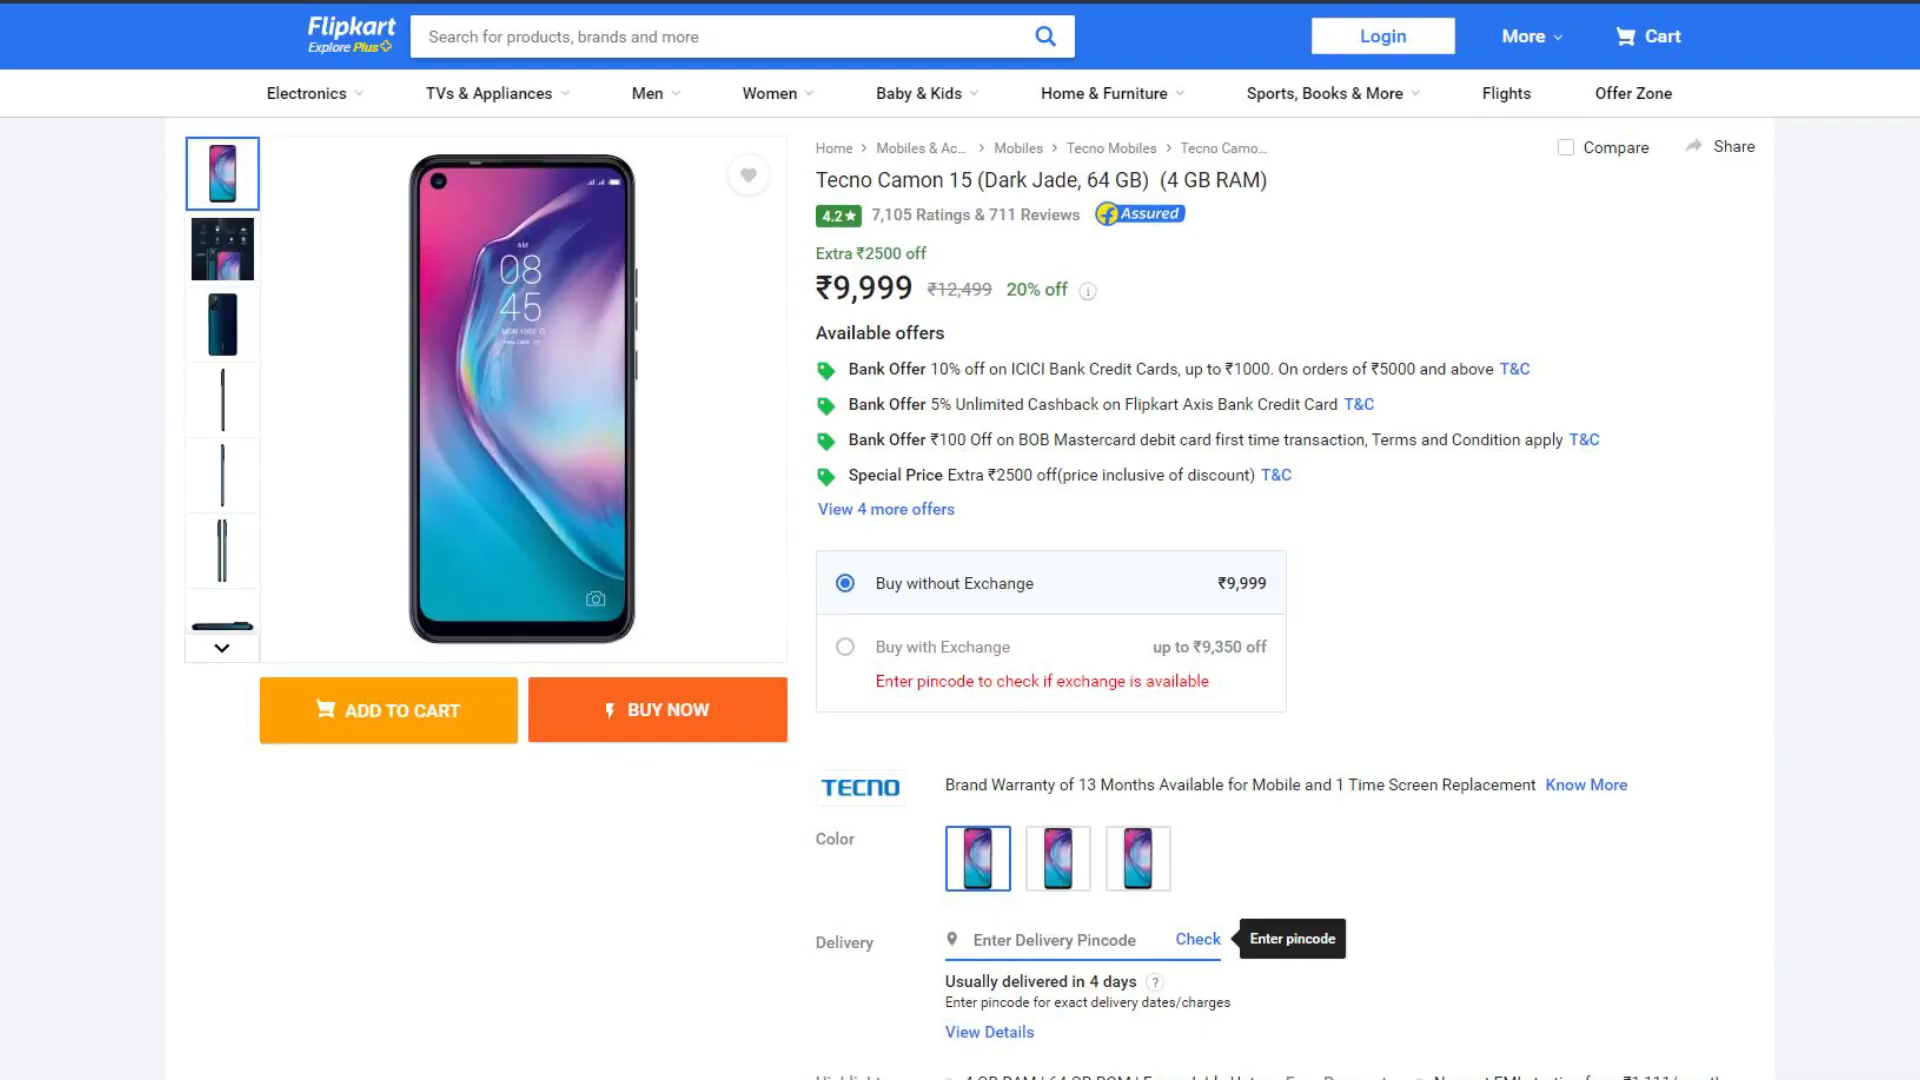 Flipkart
Explore Plus
Search for products, brands and more
Login
More
Cart
Electronics
TVs & Appliances
Men
Women
Baby & Kids
Home & Furniture
Sports, Books & More
Flights
Offer Zone
Home > Mobiles & Ac... > Mobiles > Tecno Mobiles > Tecno Camo...
Compare
Share
Tecno Camon 15 (Dark Jade, 64 GB) (4 GB RAM)
4.2★ 7,105 Ratings & 711 Reviews Assured
Extra ₹2500 off
₹9,999 ₹12,499 20% off
AM
08
45
Available offers
Bank Offer 10% off on ICICI Bank Credit Cards, up to ₹1000. On orders of ₹5000 and above T&C
Bank Offer 5% Unlimited Cashback on Flipkart Axis Bank Credit Card T&C
Bank Offer ₹100 Off on BOB Mastercard debit card first time transaction, Terms and Condition apply T&C
Special Price Extra ₹2500 off(price inclusive of discount) T&C
View 4 more offers
Buy without Exchange ₹9,999
Buy with Exchange up to ₹9,350 off
Enter pincode to check if exchange is available
ADD TO CART
BUY NOW
TECNO
Brand Warranty of 13 Months Available for Mobile and 1 Time Screen Replacement Know More
Color
Delivery
Enter Delivery Pincode Check
Enter pincode
Usually delivered in 4 days ?
Enter pincode for exact delivery dates/charges
View Details